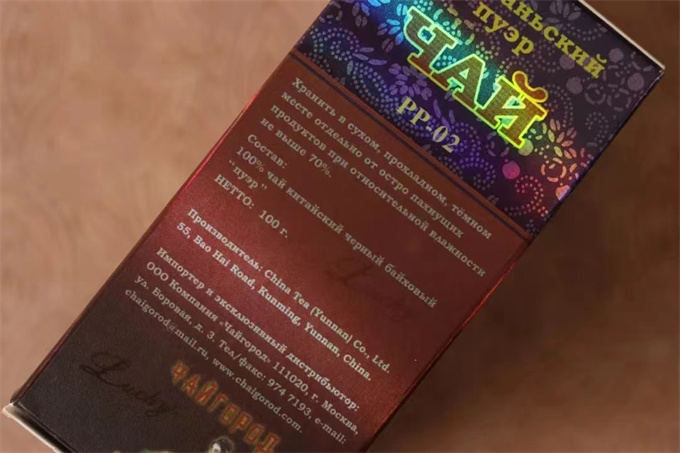 пуэр
ЧАЙ
PP-02
Хранить в сухом, прохладном, тёмном
месте отдельно от остро пахнущих
продуктов при относительной влажности
не выше 70%.
Состав:
100% чай китайский черный байховый
"пуэр"
НЕТТО: 100 г.
Производитель: China Tea (Yunnan) Co., Ltd.
55, Bao Hai Road, Kunming, Yunnan, China.
Импортер и эксклюзивный дистрибьютор:
ООО Компания «Чайгород» 111020, г. Москва,
ул. Боровая, д. 3, Тел/факс: 974 7193, e-mail:
chaigorod@mail.ru, www.chaigorod.com.
Lucky
Lucky
ЧАЙГОРОД